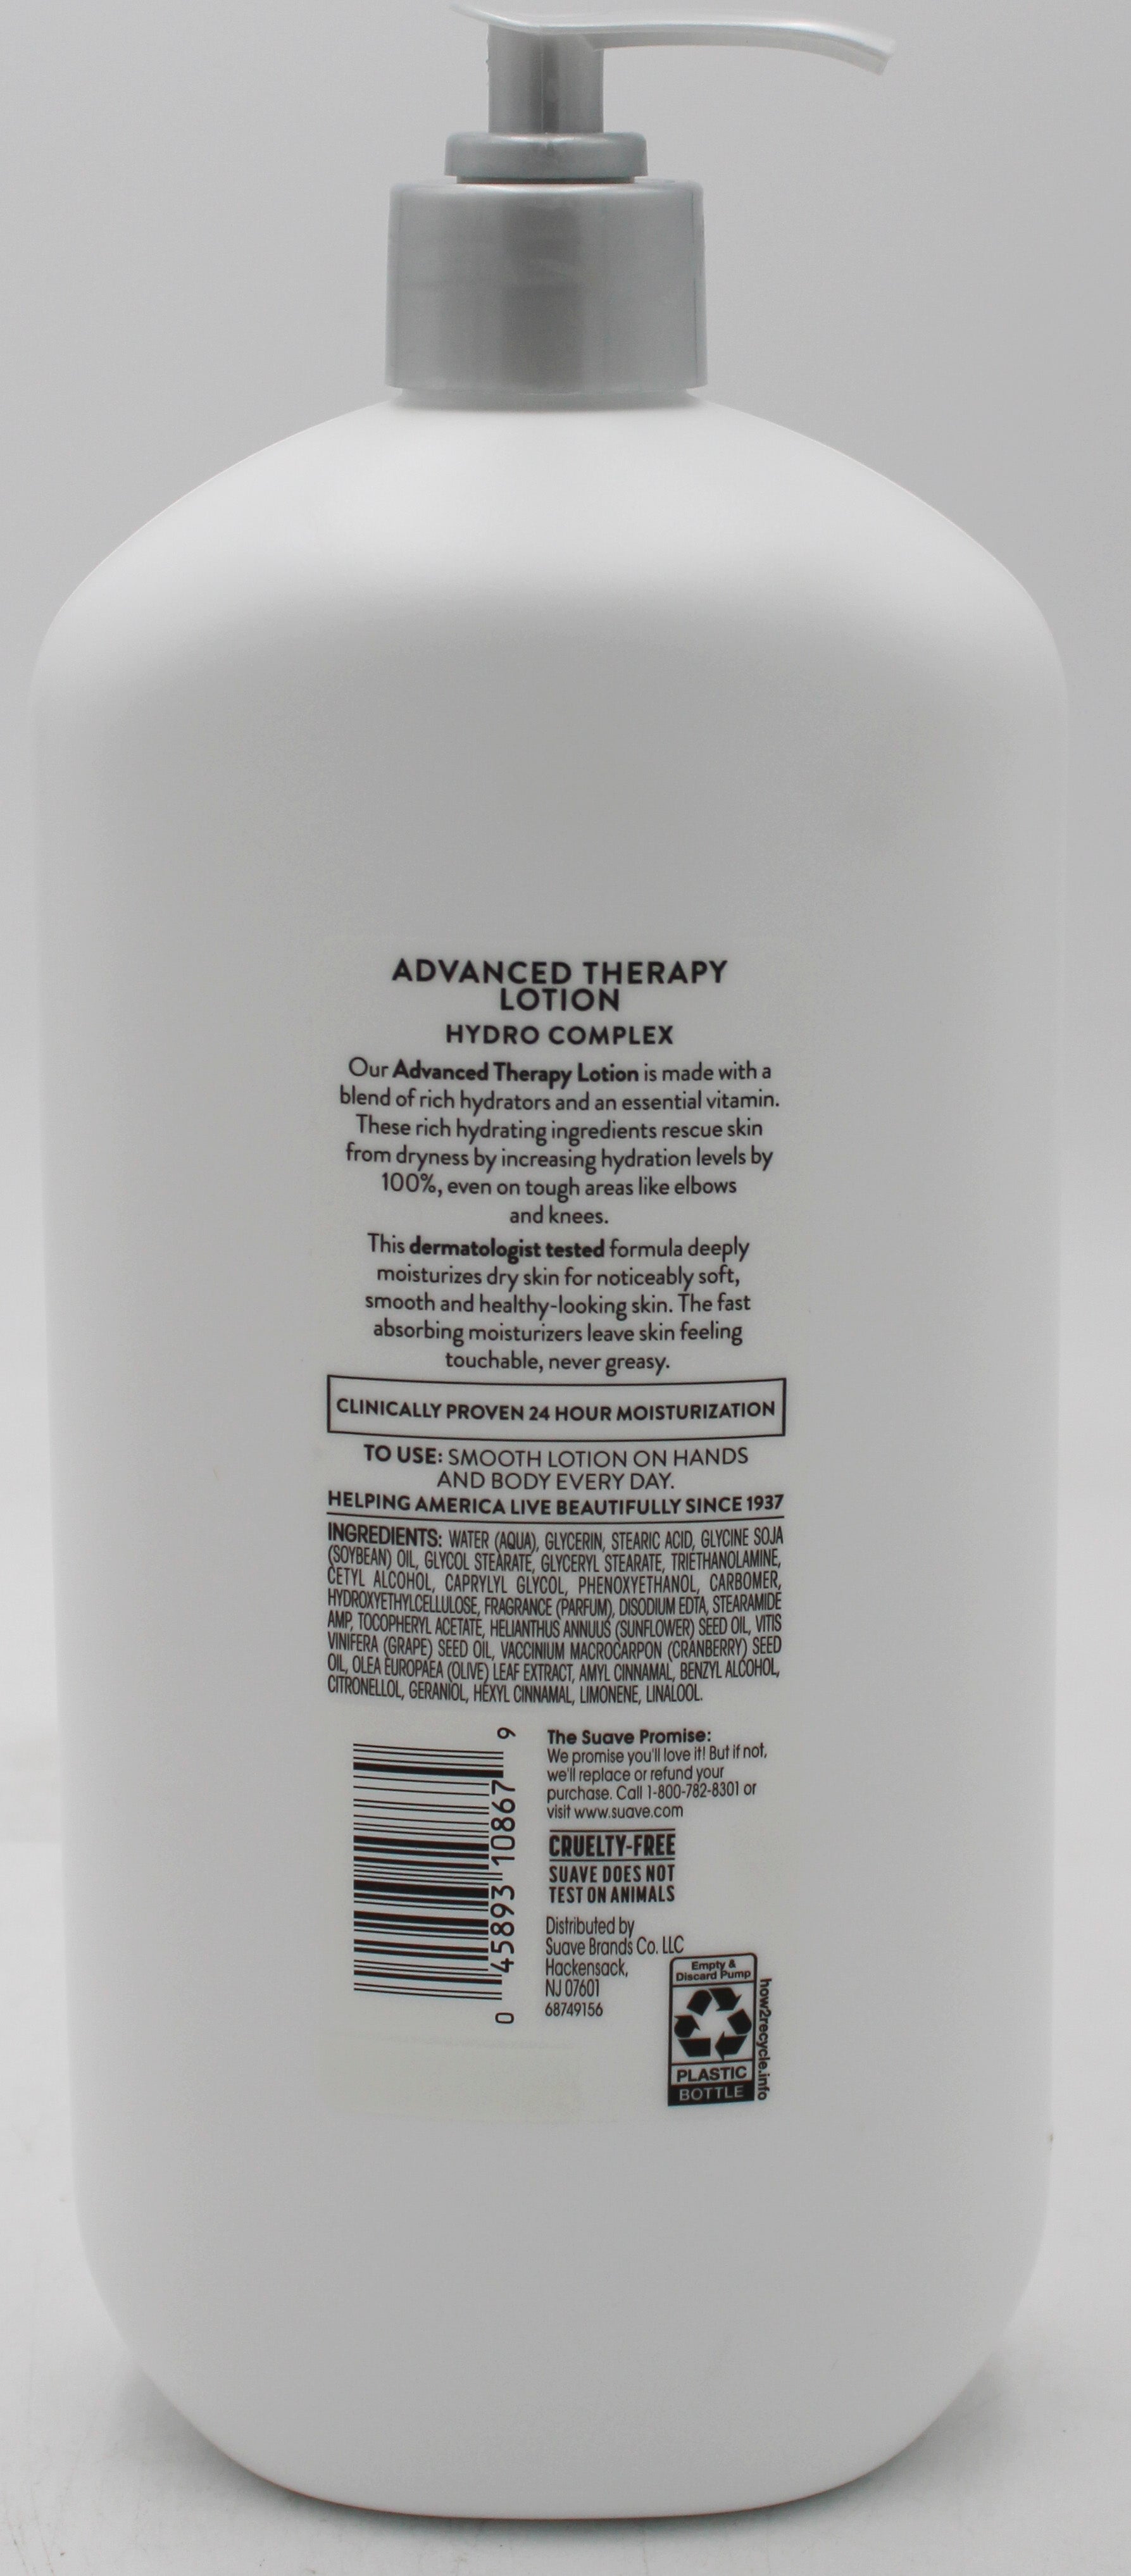 ADVANCED THERAPY
LOTION
HYDRO COMPLEX
Our Advanced Therapy Lotion is made with a
blend of rich hydrators and an essential vitamin.
These rich hydrating ingredients rescue skin
from dryness by increasing hydration levels by
100%, even on tough areas like elbows
and knees.
This dermatologist tested formula deeply
moisturizes dry skin for noticeably soft,
smooth and healthy-looking skin. The fast
absorbing moisturizers leave skin feeling
touchable, never greasy.
CLINICALLY PROVEN 24 HOUR MOISTURIZATION
TO USE: SMOOTH LOTION ON HANDS
AND BODY EVERY DAY.
HELPING AMERICA LIVE BEAUTIFULLY SINCE 1937
INGREDIENTS: WATER (AQUA), GLYCERIN, STEARIC ACID, GLYCINE SOJA
(SOYBEAN) OIL, GLYCOL STEARATE, GLYCERYL STEARATE, TRIETHANOLAMINE,
CETYL ALCOHOL, CAPRYLYL GLYCOL, PHENOXYETHANOL, CARBOMER,
HYDROXYETHYLCELLULOSE, FRAGRANCE (PARFUM), DISODIUM EDTA, STEARAMIDE
AMP, TOCOPHERYL ACETATE, HELIANTHUS ANNUUS (SUNFLOWER) SEED OIL, VITIS
VINIFERA (GRAPE) SEED OIL, VACCINIUM MACROCARPON (CRANBERRY) SEED
OIL, OLEA EUROPAEA (OLIVE) LEAF EXTRACT, AMYL CINNAMAL, BENZYL ALCOHOL,
CITRONELLOL, GERANIOL, HEXYL CINNAMAL, LIMONENE, LINALOOL.
0 45893 10867 9
The Suave Promise:
We promise you'll love it! But if not,
we'll replace or refund your
purchase. Call 1-800-782-8301 or
visit www.suave.com
CRUELTY-FREE
SUAVE DOES NOT
TEST ON ANIMALS
Distributed by
Suave Brands Co. LLC
Hackensack,
NJ 07601
68749156
Empty &
Discard Pump
PLASTIC
BOTTLE
how2recycle.info